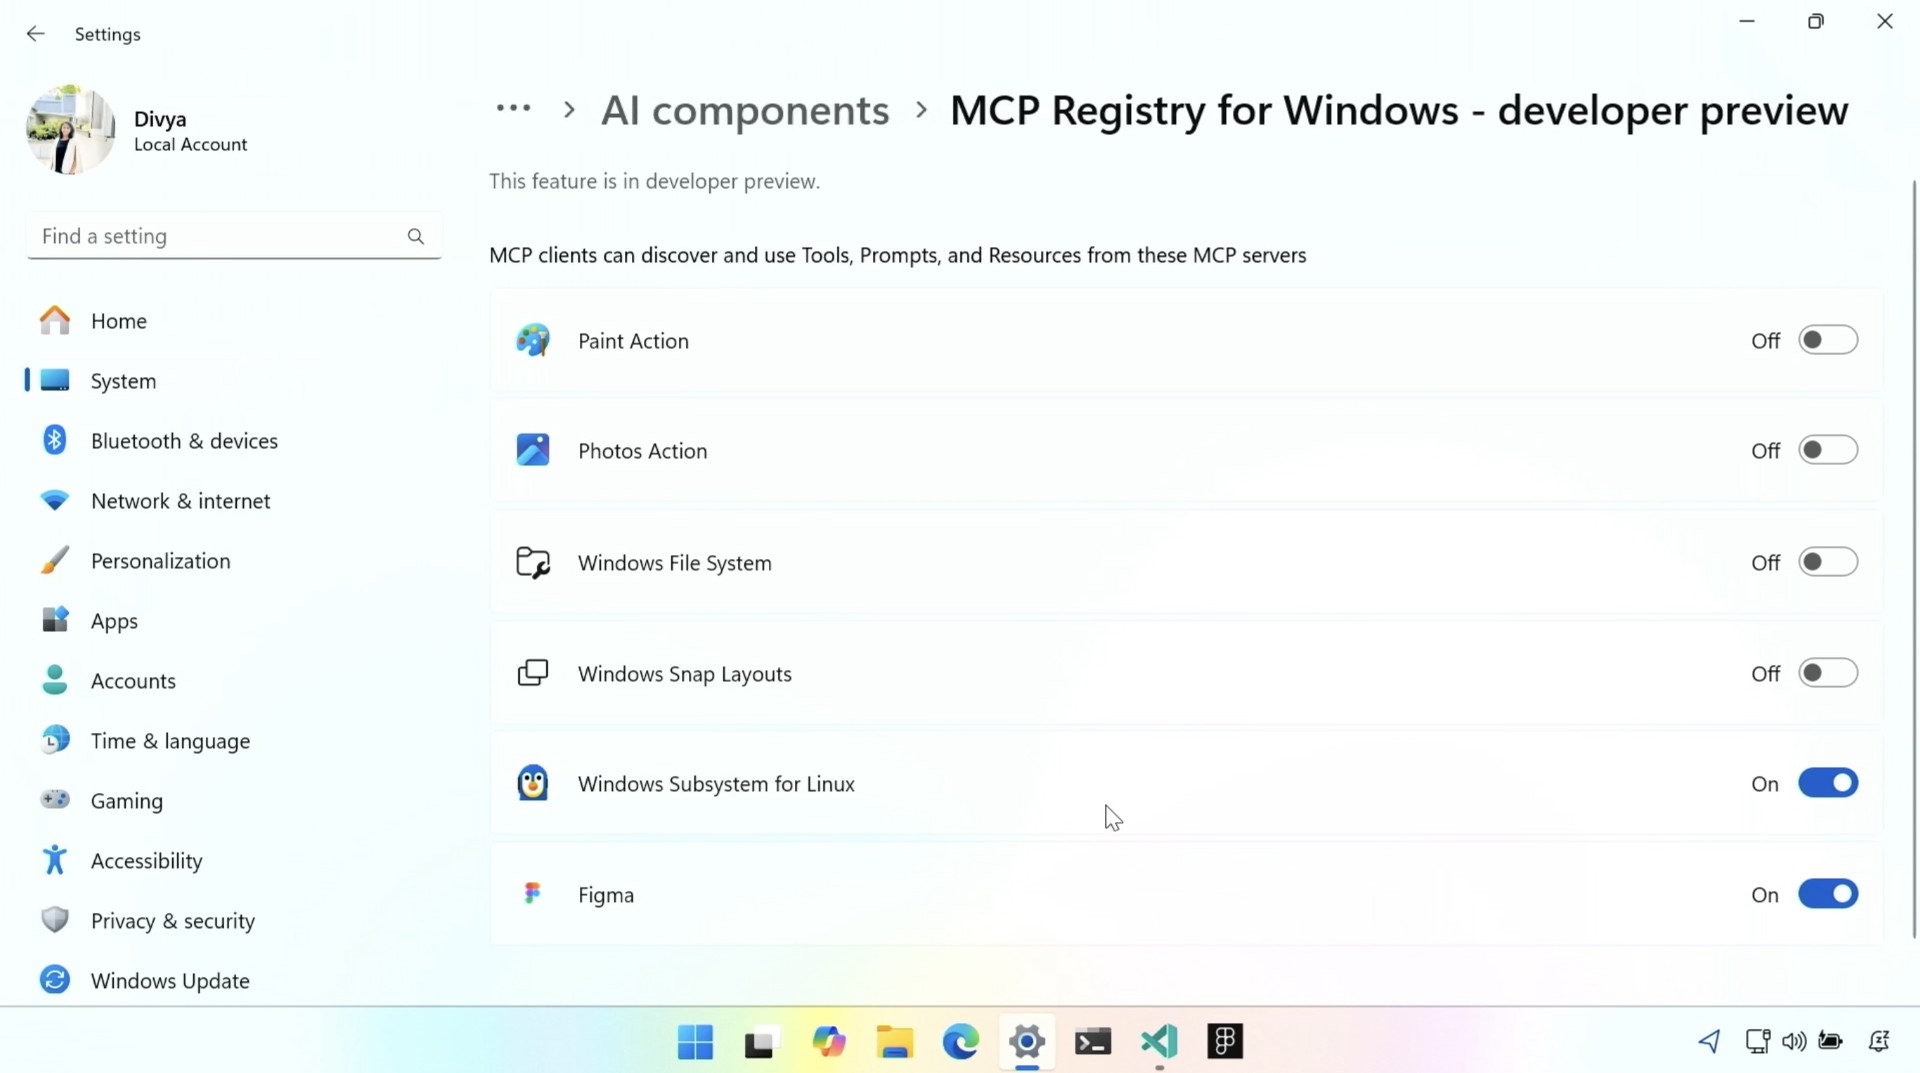 Settings
Divya
Local Account
Find a setting
Home
System
Bluetooth & devices
Network & internet
Personalization
Apps
Accounts
Time & language
Gaming
Accessibility
Privacy & security
Windows Update
··· > AI components > MCP Registry for Windows - developer preview
This feature is in developer preview.
MCP clients can discover and use Tools, Prompts, and Resources from these MCP servers
Paint Action Off
Photos Action Off
Windows File System Off
Windows Snap Layouts Off
Windows Subsystem for Linux On
Figma On